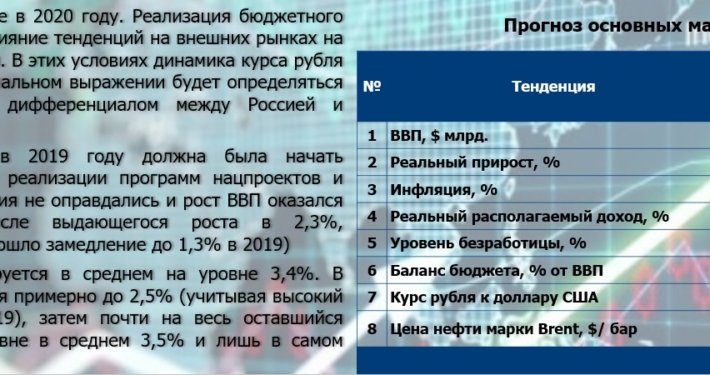 е в 2020 году. Реализация бюджетного
ияние тенденций на внешних рынках на
. В этих условиях динамика курса рубля
альном выражении будет определяться
дифференциалом между Россией и
в 2019 году должна была начать
реализации программ нацпроектов и
ия не оправдались и рост ВВП оказался
сле выдающегося роста в 2,3%,
ошло замедление до 1,3% в 2019)
руется в среднем на уровне 3,4%. В
я примерно до 2,5% (учитывая высокий
19), затем почти на весь оставшийся
вне в среднем 3,5% и лишь в самом
Прогноз основных ма
№ Тенденция
1 ВВП, $ млрд.
2 Реальный прирост, %
3 Инфляция, %
4 Реальный располагаемый доход, %
5 Уровень безработицы, %
6 Баланс бюджета, % от ВВП
7 Курс рубля к доллару США
8 Цена нефти марки Brent, $/ бар